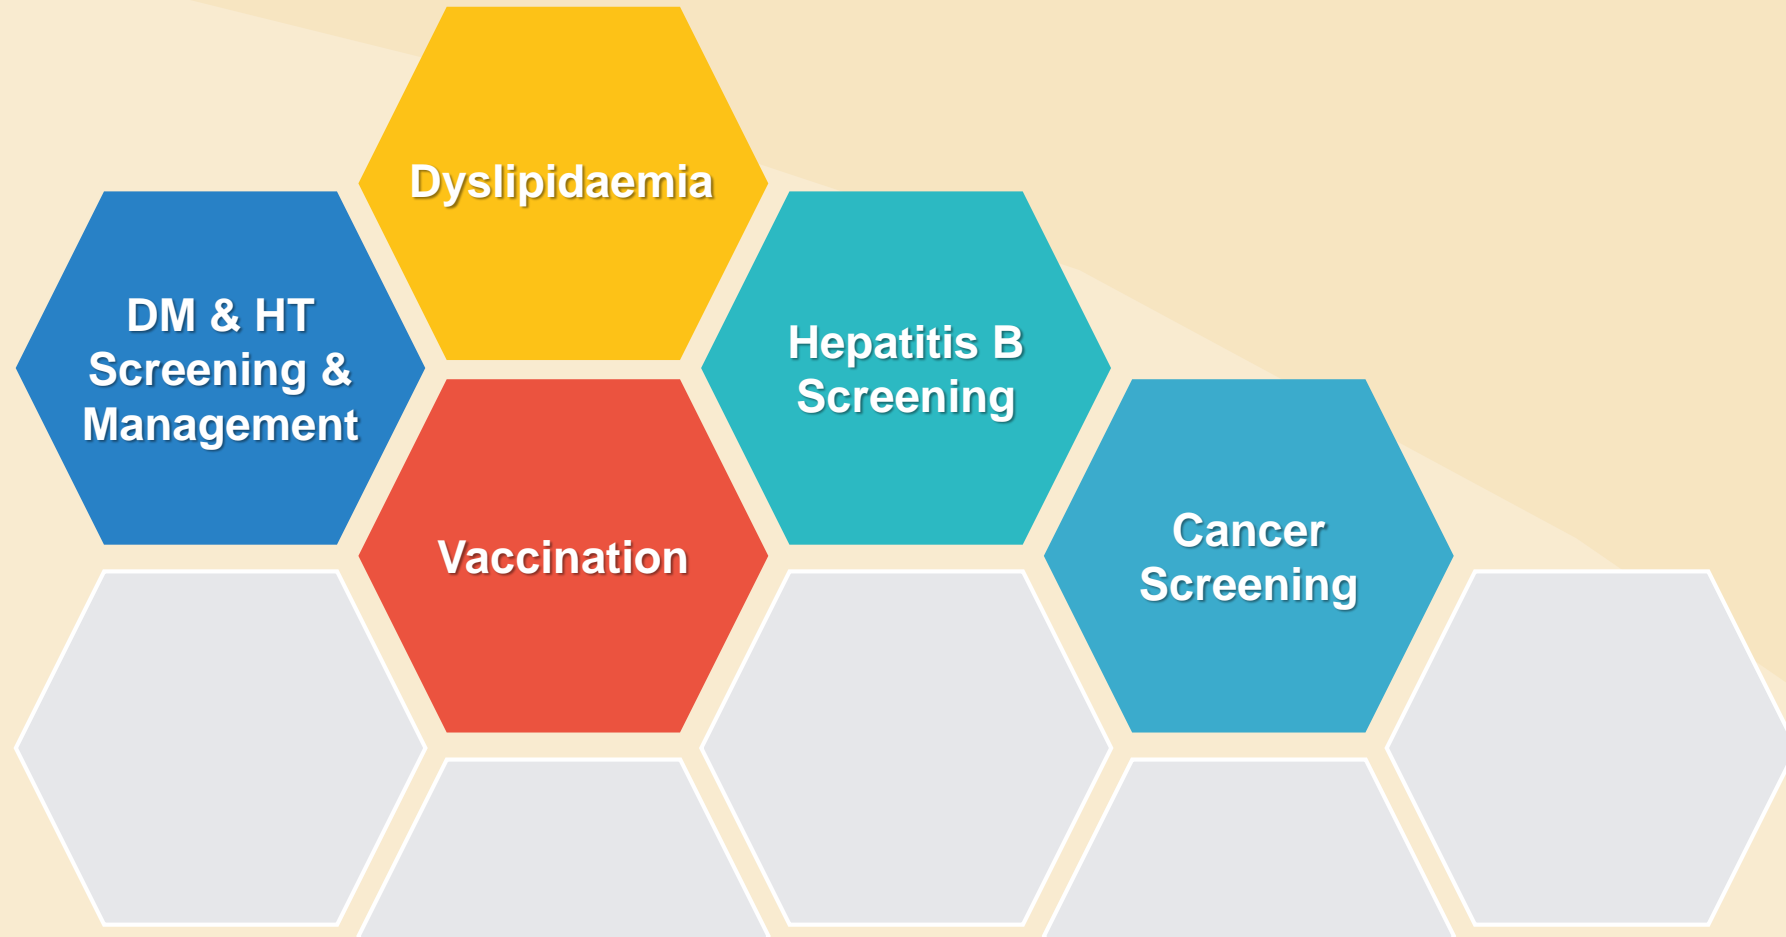 Dyslipidaemia
DM & HT
Screening &
Management
Hepatitis B
Screening
Vaccination
Cancer
Screening